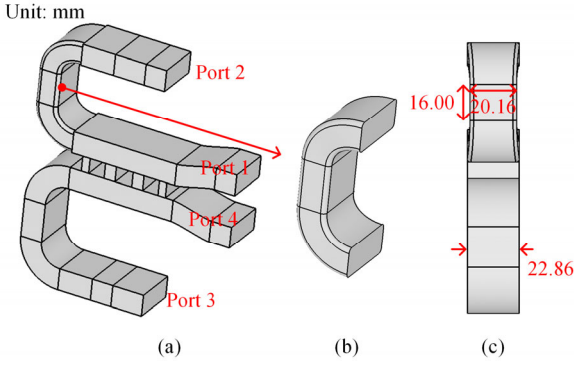 Unit: mm
Port 2
16.00
20.16
Port 1
Port 4
22.86
Port 3
(a)
(b)
(c)